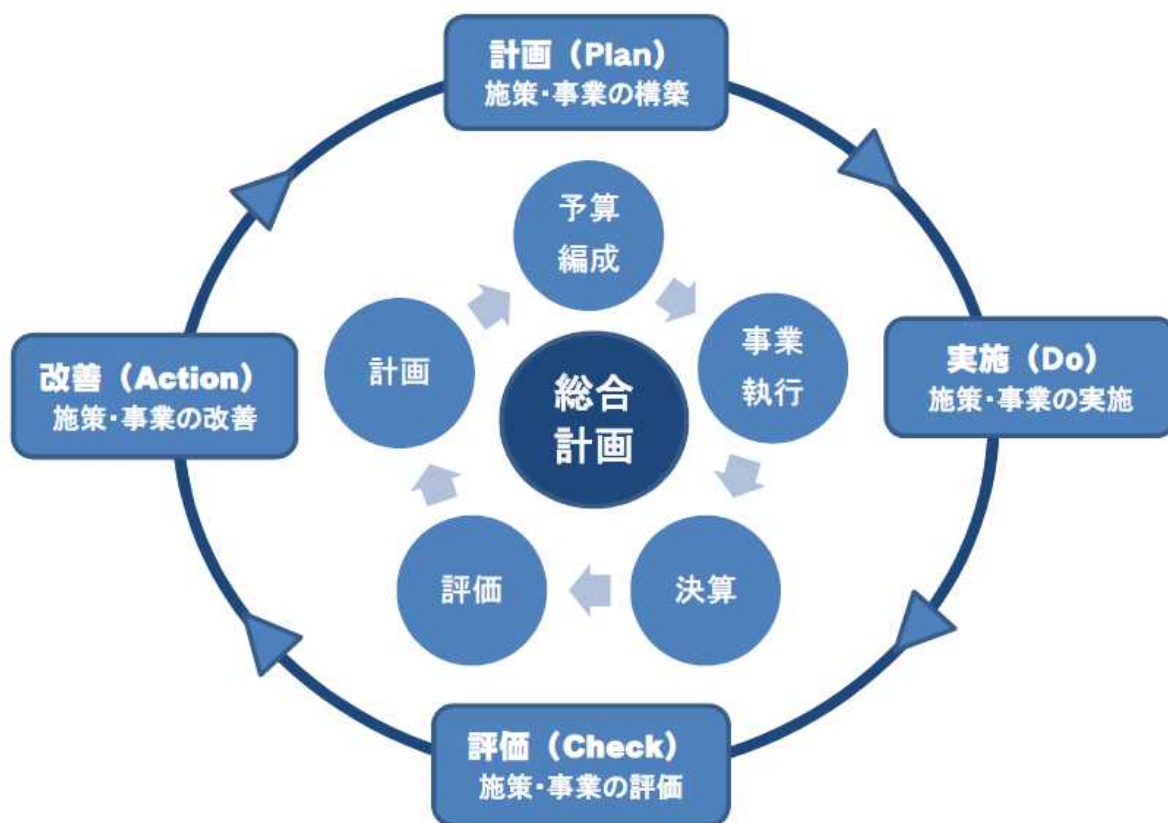 計画（Plan）
施策・事業の構築
予算
編成
計画
事業
執行
改善（Action）
施策・事業の改善
総合
計画
実施（Do）
施策・事業の実施
評価
決算
評価（Check）
施策・事業の評価